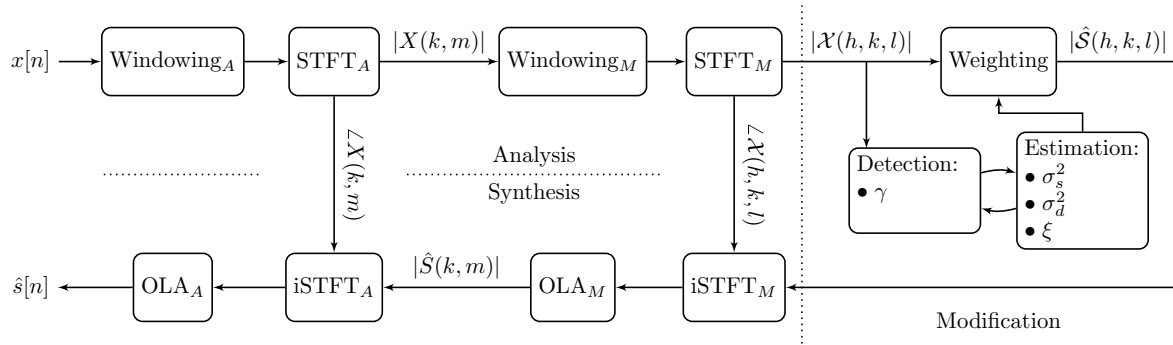 x[n]
Windowing_A
STFT_A
|X(k, m)|
Windowing_M
STFT_M
|𝒳(h, k, l)|
Weighting
|Ŝ(h, k, l)|
∠X(k, m)
∠𝒳(h, k, l)
Analysis
Synthesis
Detection:
• γ
Estimation:
• σ_s^2
• σ_d^2
• ξ
ŝ[n]
OLA_A
iSTFT_A
|Ŝ(k, m)|
OLA_M
iSTFT_M
Modification